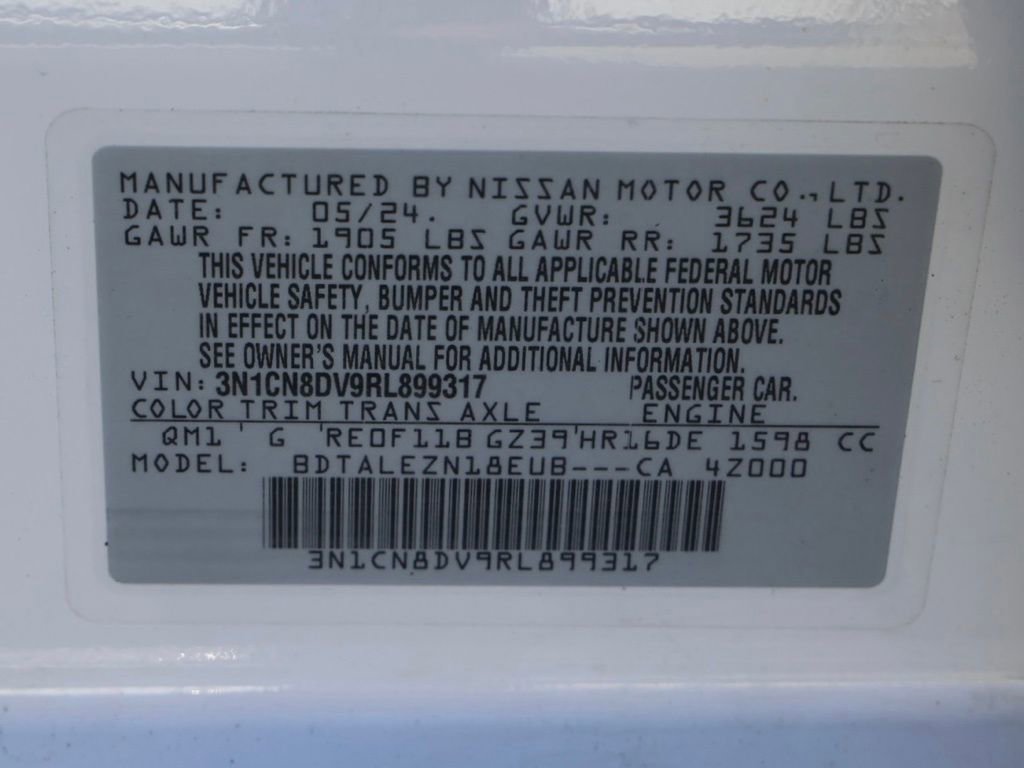 MANUFACTURED BY NISSAN MOTOR CO., LTD.
DATE: 05/24. GVWR: 3624 LBS
GAWR FR: 1905 LBS GAWR RR: 1735 LBS
THIS VEHICLE CONFORMS TO ALL APPLICABLE FEDERAL MOTOR
VEHICLE SAFETY, BUMPER AND THEFT PREVENTION STANDARDS
IN EFFECT ON THE DATE OF MANUFACTURE SHOWN ABOVE.
SEE OWNER'S MANUAL FOR ADDITIONAL INFORMATION.
VIN: 3N1CN8DV9RL899317 PASSENGER CAR.
COLOR TRIM TRANS AXLE ENGINE
QM1 ' G 'RE0F11B GZ39'HR16DE 1598 CC
MODEL: BDTALEZN18EUB---CA 4Z000
3N1CN8DV9RL899317